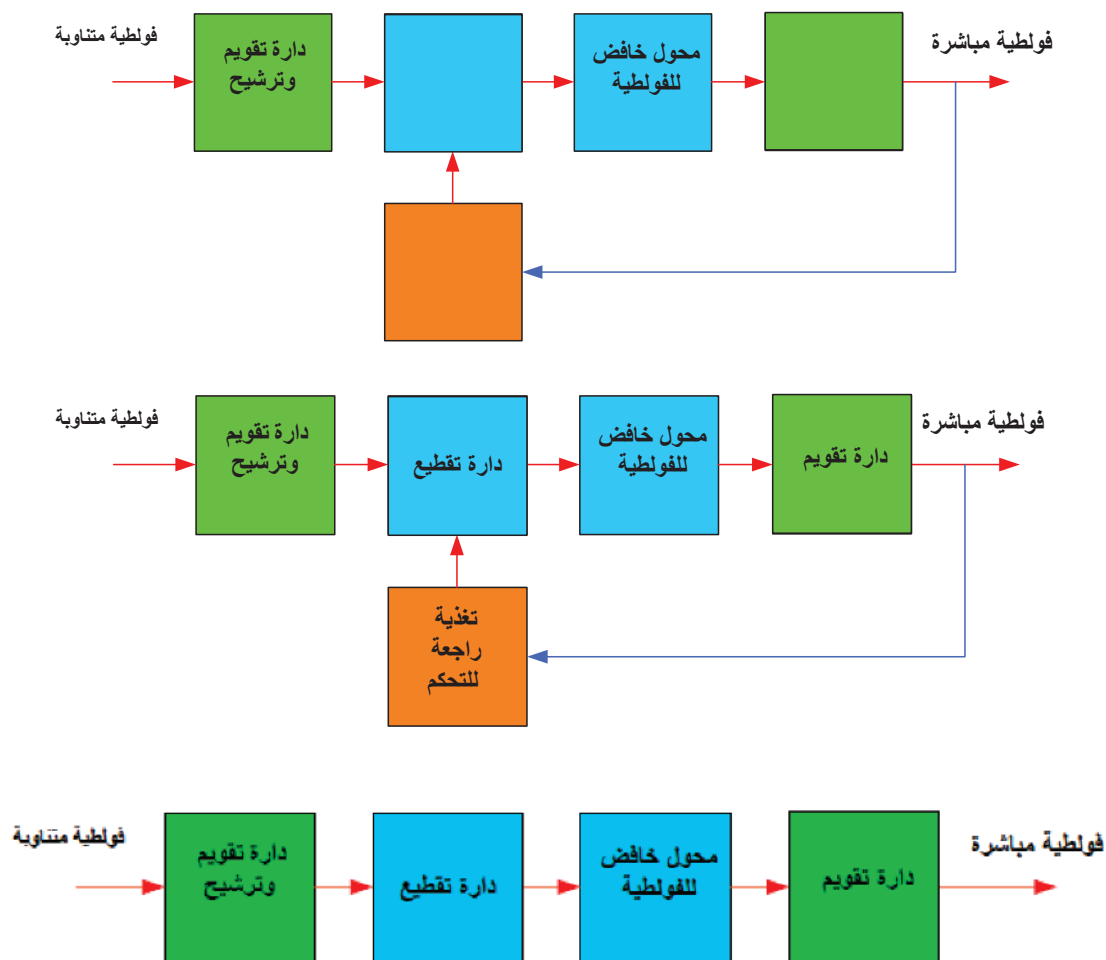 فولطية متناوبة
دارة تقويم
وترشيح
محول خافض
للفولطية
فولطية مباشرة
فولطية متناوبة
دارة تقويم
وترشيح
دارة تقطيع
محول خافض
للفولطية
دارة تقويم
فولطية مباشرة
تغذية
راجعة
للتحكم
فولطية متناوبة
دارة تقويم
وترشيح
دارة تقطيع
محول خافض
للفولطية
دارة تقويم
فولطية مباشرة